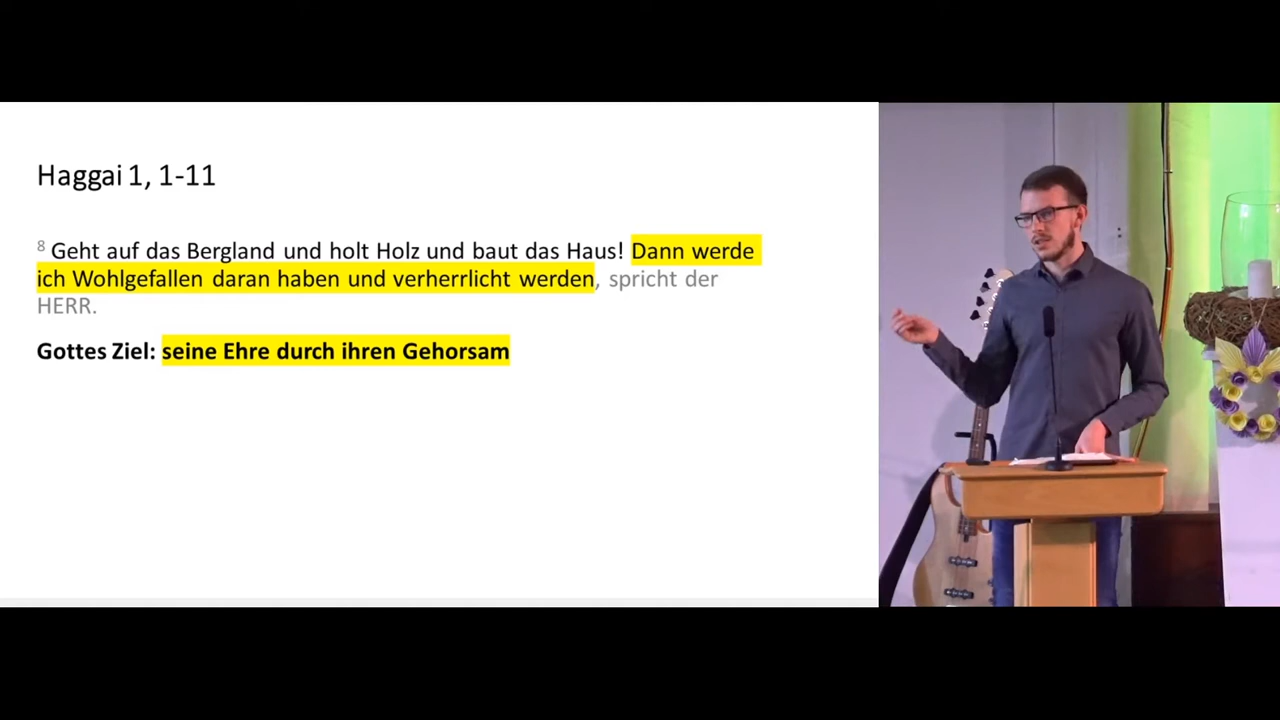 Haggai 1, 1-11
8 Geht auf das Bergland und holt Holz und baut das Haus! Dann werde
ich Wohlgefallen daran haben und verherrlicht werden, spricht der
HERR.
Gottes Ziel: seine Ehre durch ihren Gehorsam